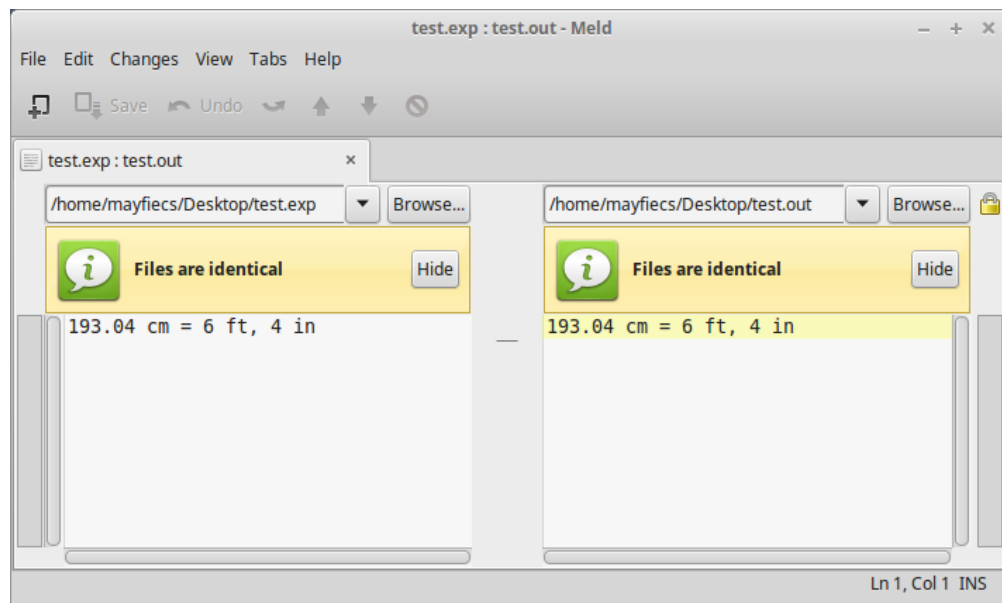 test.exp : test.out - Meld
File Edit Changes View Tabs Help
Save Undo
test.exp : test.out
/home/mayfiecs/Desktop/test.exp Browse... /home/mayfiecs/Desktop/test.out Browse...
Files are identical Hide Files are identical Hide
193.04 cm = 6 ft, 4 in 193.04 cm = 6 ft, 4 in
Ln 1, Col 1 INS